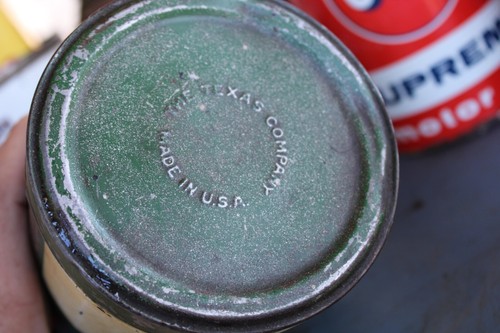 THE TEXAS COMPANY
MADE IN U.S.A.
UPREM
motor